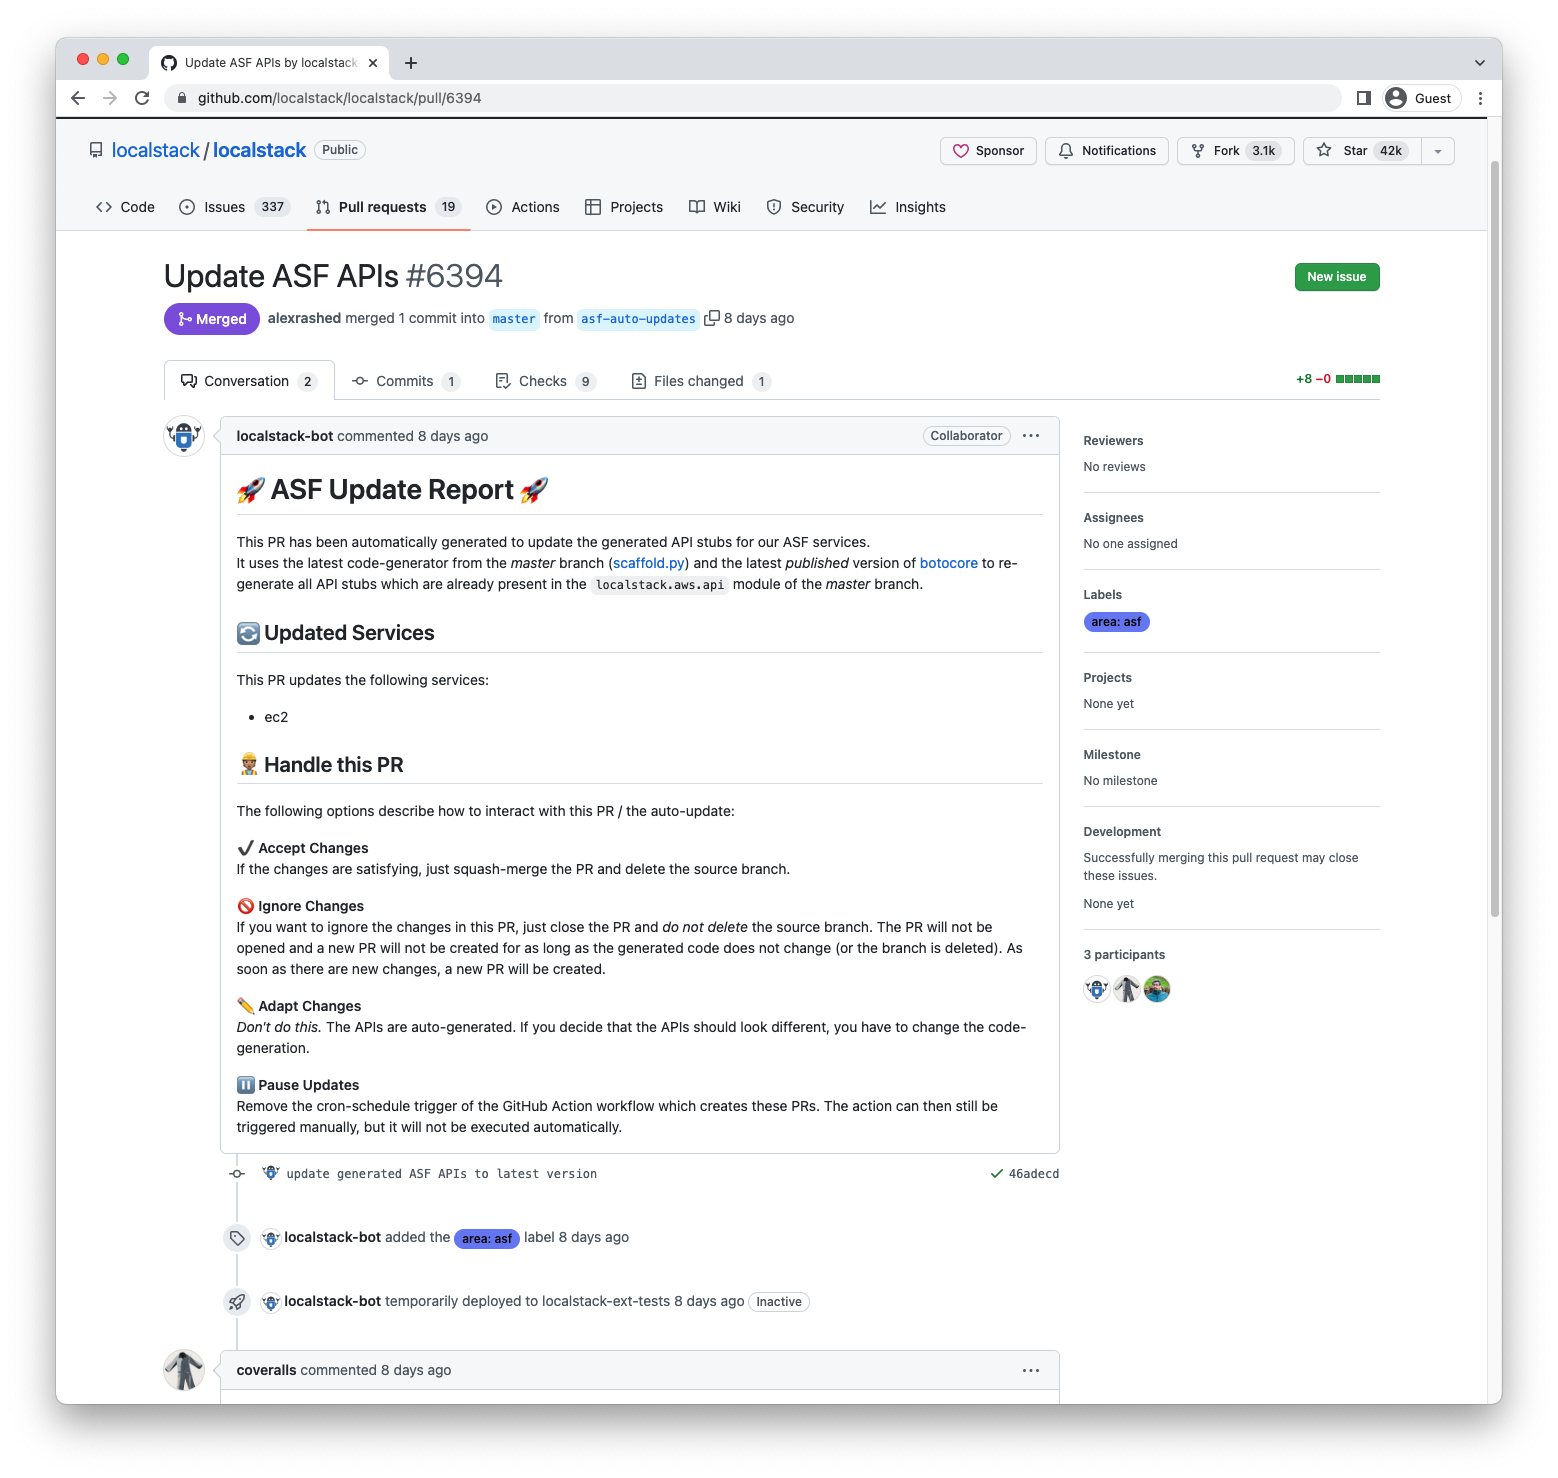 Update ASF APIs by localstack
github.com/localstack/localstack/pull/6394
Guest
localstack / localstack Public
Sponsor Notifications Fork 3.1k Star 42k
Code Issues 337 Pull requests 19 Actions Projects Wiki Security Insights
Update ASF APIs #6394
New issue
Merged alexrashed merged 1 commit into master from asf-auto-updates 8 days ago
Conversation 2 Commits 1 Checks 9 Files changed 1
+8 −0
localstack-bot commented 8 days ago
Collaborator
🚀 ASF Update Report 🚀
This PR has been automatically generated to update the generated API stubs for our ASF services.
It uses the latest code-generator from the master branch (scaffold.py) and the latest published version of botocore to re-
generate all API stubs which are already present in the localstack.aws.api module of the master branch.
🔄 Updated Services
This PR updates the following services:
• ec2
👷🏽 Handle this PR
The following options describe how to interact with this PR / the auto-update:
✔️ Accept Changes
If the changes are satisfying, just squash-merge the PR and delete the source branch.
🚫 Ignore Changes
If you want to ignore the changes in this PR, just close the PR and do not delete the source branch. The PR will not be
opened and a new PR will not be created for as long as the generated code does not change (or the branch is deleted). As
soon as there are new changes, a new PR will be created.
✏️ Adapt Changes
Don't do this. The APIs are auto-generated. If you decide that the APIs should look different, you have to change the code-
generation.
⏸️ Pause Updates
Remove the cron-schedule trigger of the GitHub Action workflow which creates these PRs. The action can then still be
triggered manually, but it will not be executed automatically.
update generated ASF APIs to latest version
46adecd
localstack-bot added the area: asf label 8 days ago
localstack-bot temporarily deployed to localstack-ext-tests 8 days ago Inactive
coveralls commented 8 days ago
Reviewers
No reviews
Assignees
No one assigned
Labels
area: asf
Projects
None yet
Milestone
No milestone
Development
Successfully merging this pull request may close
these issues.
None yet
3 participants